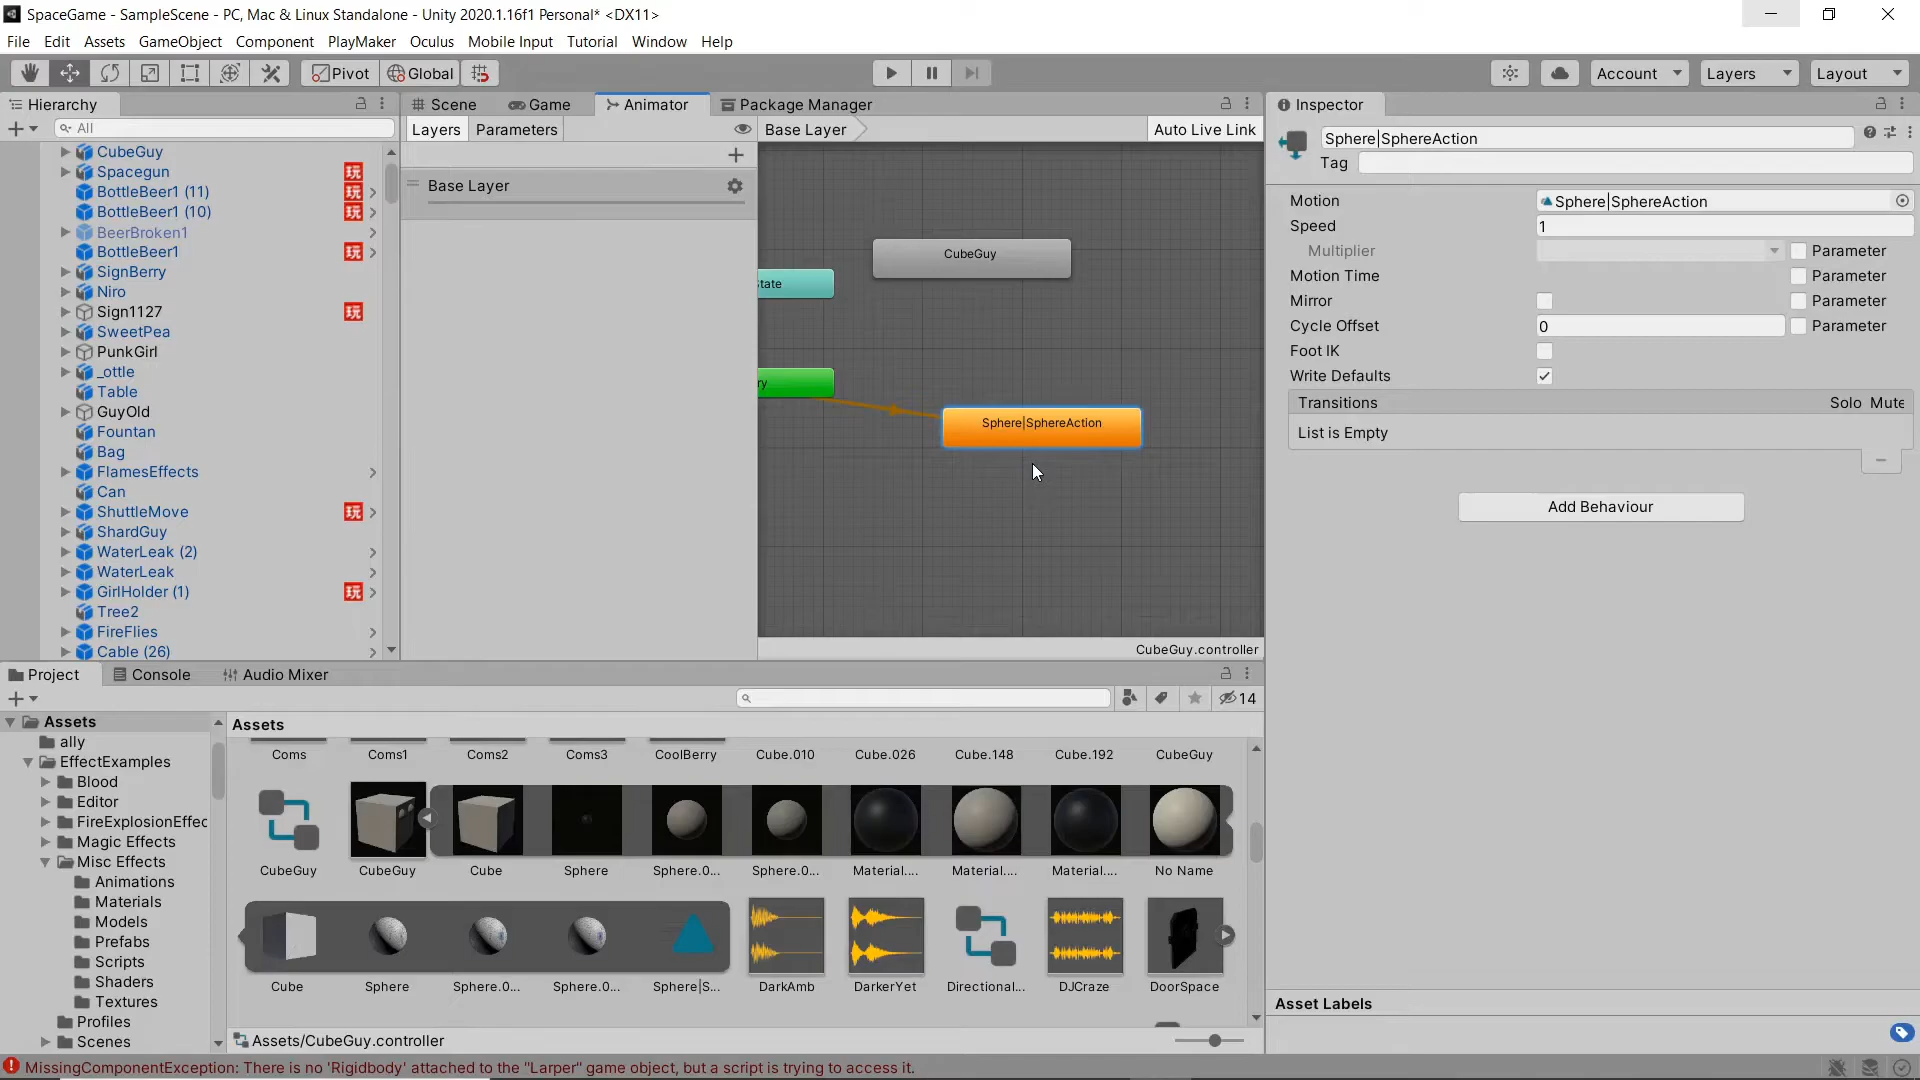 SpaceGame - SampleScene - PC, Mac & Linux Standalone - Unity 2020.1.16f1 Personal* <DX11>
File Edit Assets GameObject Component PlayMaker Oculus Mobile Input Tutorial Window Help
Pivot Global Account Layers Layout
Hierarchy
All
CubeGuy
Spacegun 玩
BottleBeer1 (11) 玩
BottleBeer1 (10) 玩
BeerBroken1
BottleBeer1 玩
SignBerry
Niro
Sign1127 玩
SweetPea
PunkGirl
_ottle
Table
GuyOld
Fountan
Bag
FlamesEffects
Can
ShuttleMove 玩
ShardGuy
WaterLeak (2)
WaterLeak
GirlHolder (1) 玩
Tree2
FireFlies
Cable (26)
Scene Game Animator Package Manager
Layers Parameters Base Layer Auto Live Link
Base Layer
CubeGuy
tate
ry
Sphere|SphereAction
CubeGuy.controller
Inspector
Sphere|SphereAction
Tag
Motion Sphere|SphereAction
Speed 1
Multiplier Parameter
Motion Time Parameter
Mirror Parameter
Cycle Offset 0 Parameter
Foot IK
Write Defaults
Transitions Solo Mute
List is Empty
Add Behaviour
Asset Labels
Project Console Audio Mixer
14
Assets
ally
EffectExamples
Blood
Editor
FireExplosionEffec
Magic Effects
Misc Effects
Animations
Materials
Models
Prefabs
Scripts
Shaders
Textures
Profiles
Scenes
Assets
Coms Coms1 Coms2 Coms3 CoolBerry Cube.010 Cube.026 Cube.148 Cube.192 CubeGuy
CubeGuy CubeGuy Cube Sphere Sphere.0... Sphere.0... Material.... Material.... Material.... No Name
Cube Sphere Sphere.0... Sphere.0... Sphere|S... DarkAmb DarkerYet Directional... DJCraze DoorSpace
Assets/CubeGuy.controller
MissingComponentException: There is no 'Rigidbody' attached to the "Larper" game object, but a script is trying to access it.